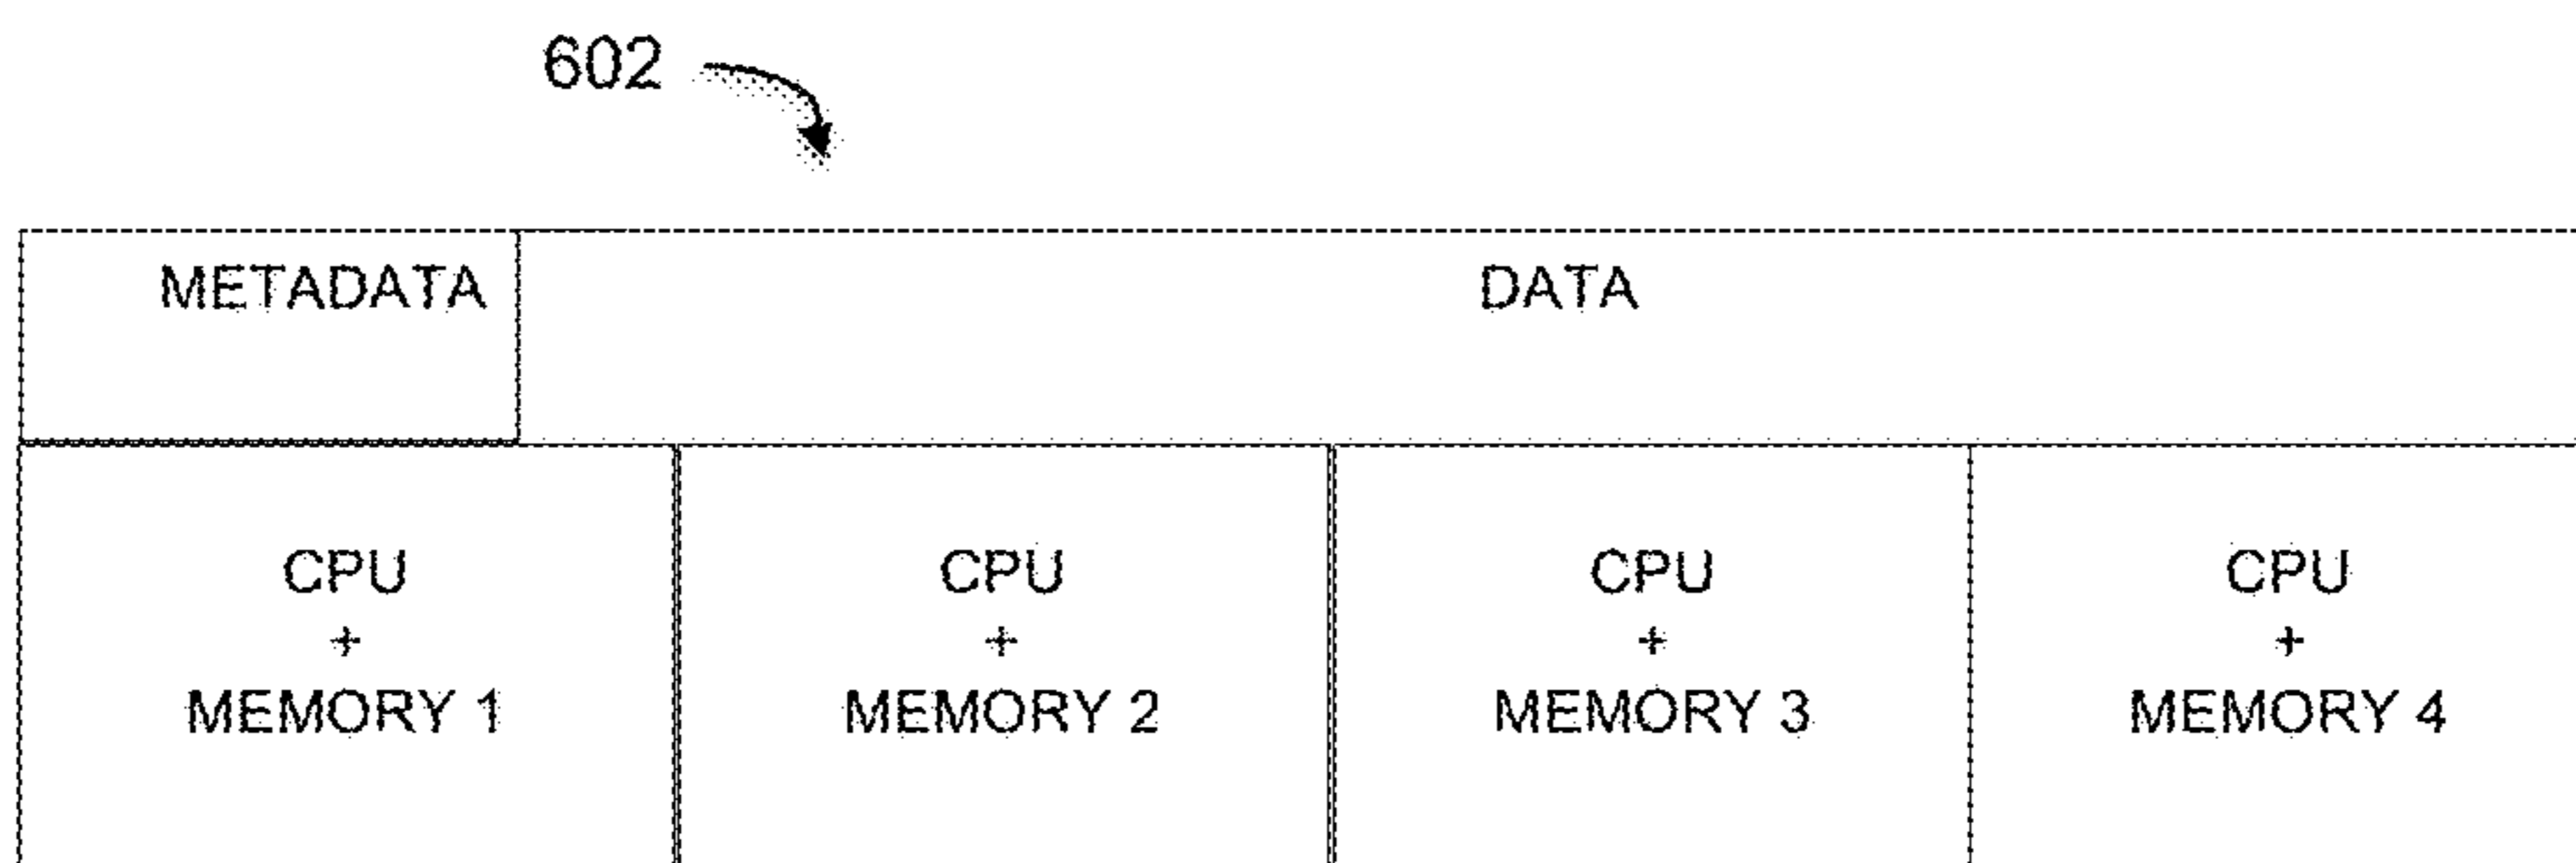 602
METADATA
DATA
CPU
+
MEMORY 1
CPU
+
MEMORY 2
CPU
+
MEMORY 3
CPU
+
MEMORY 4